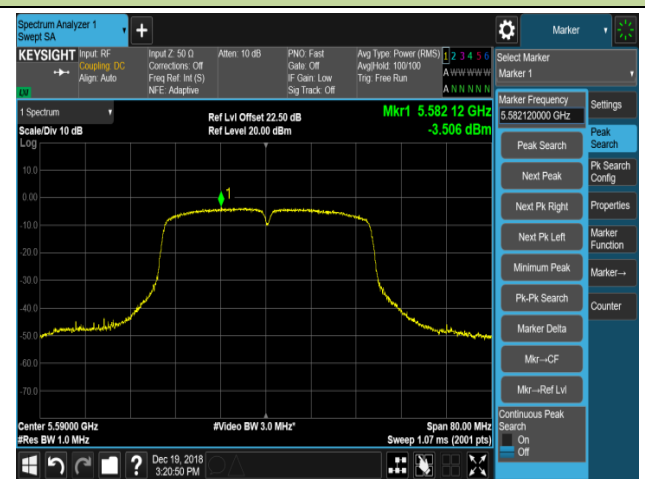 Spectrum Analyzer 1
Swept SA
+
Marker
KEYSIGHT
Input: RF
Coupling: DC
Align: Auto
Input Z: 50 Ω
Corrections: Off
Freq Ref: Int (S)
NFE: Adaptive
Atten: 10 dB
PNO: Fast
Gate: Off
IF Gain: Low
Sig Track: Off
Avg Type: Power (RMS)
Avg|Hold: 100/100
Trig: Free Run
1 2 3 4 5 6
A W W W W W
A N N N N N
LV
Select Marker
Marker 1
1 Spectrum
Scale/Div 10 dB
Log
Ref Lvl Offset 22.50 dB
Ref Level 20.00 dBm
Mkr1 5.582 12 GHz
-3.506 dBm
1
10.0
0.00
-10.0
-20.0
-30.0
-40.0
-50.0
-60.0
-70.0
Center 5.59000 GHz
#Res BW 1.0 MHz
#Video BW 3.0 MHz*
Span 80.00 MHz
Sweep 1.07 ms (2001 pts)
Marker Frequency
5.582120000 GHz
Peak Search
Next Peak
Next Pk Right
Next Pk Left
Minimum Peak
Pk-Pk Search
Marker Delta
Mkr→CF
Mkr→Ref Lvl
Continuous Peak
Search
On
Off
Settings
Peak
Search
Pk Search
Config
Properties
Marker
Function
Marker→
Counter
?
Dec 19, 2018
3:20:50 PM